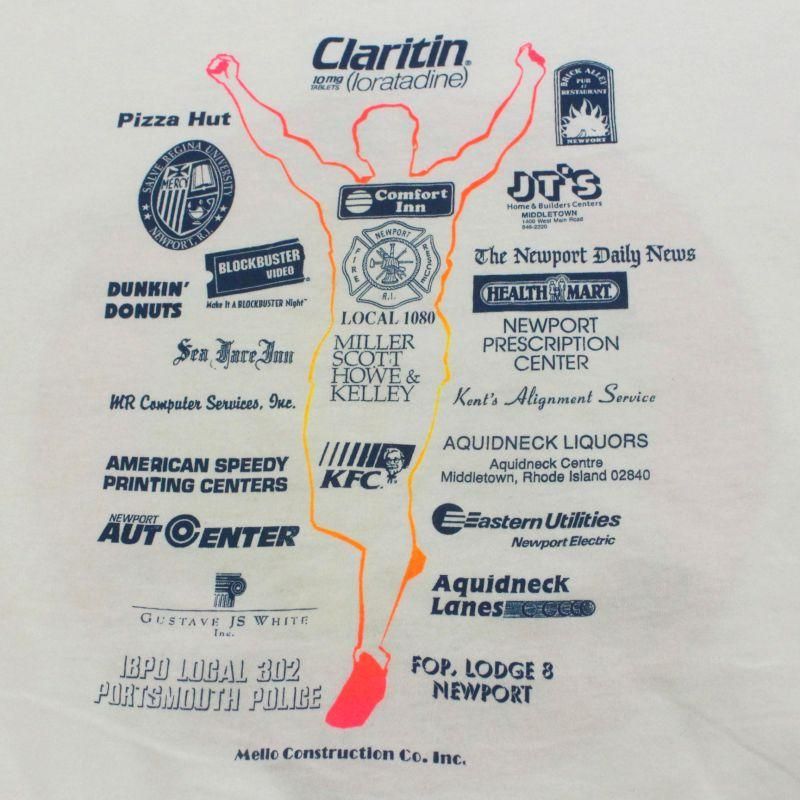 Claritin®
10mg TABLETS (loratadine)
BRICK ALLEY
PUB
&
RESTAURANT
NEWPORT
Pizza Hut
SALVE REGINA UNIVERSITY
MERCY
NEWPORT, R.I.
Comfort
Inn
JT'S
Home & Builders Centers
MIDDLETOWN
1400 West Main Road
846-2220
NEWPORT
FIRE
RESCUE
R.I.
LOCAL 1080
The Newport Daily News
BLOCKBUSTER
VIDEO
Make It A BLOCKBUSTER Night™
HEALTH MART®
DUNKIN'
DONUTS
NEWPORT
PRESCRIPTION
CENTER
Sea Fare Inn
MILLER
SCOTT
HOWE &
KELLEY
MR Computer Services, Inc.
Kent's Alignment Service
AMERICAN SPEEDY
PRINTING CENTERS
KFC
AQUIDNECK LIQUORS
Aquidneck Centre
Middletown, Rhode Island 02840
NEWPORT
AUTOCENTER
Eastern Utilities
Newport Electric
GUSTAVE JS WHITE
Inc.
Aquidneck
Lanes
IBPO LOCAL 302
PORTSMOUTH POLICE
FOP, LODGE 8
NEWPORT
Mello Construction Co. Inc.